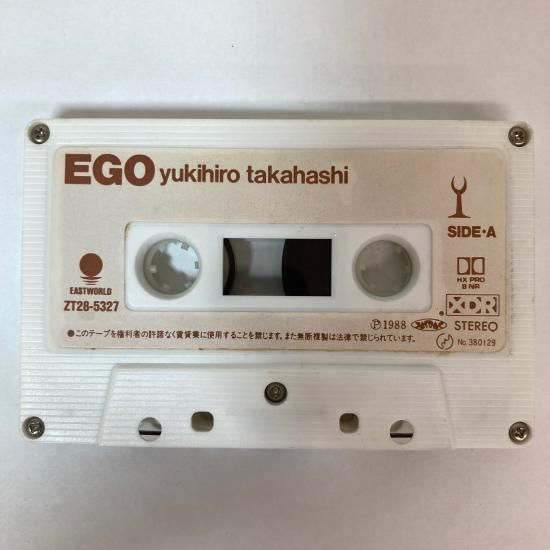 EGO yukihiro takahashi
SIDE•A
EASTWORLD
ZT28-5327
HX PRO
B NR
XDR
STEREO
●このテープを権利者の許諾なく賃貸業に使用することを禁じます。また無断複製は法律で禁じられています。
Ⓟ1988
No. 380129